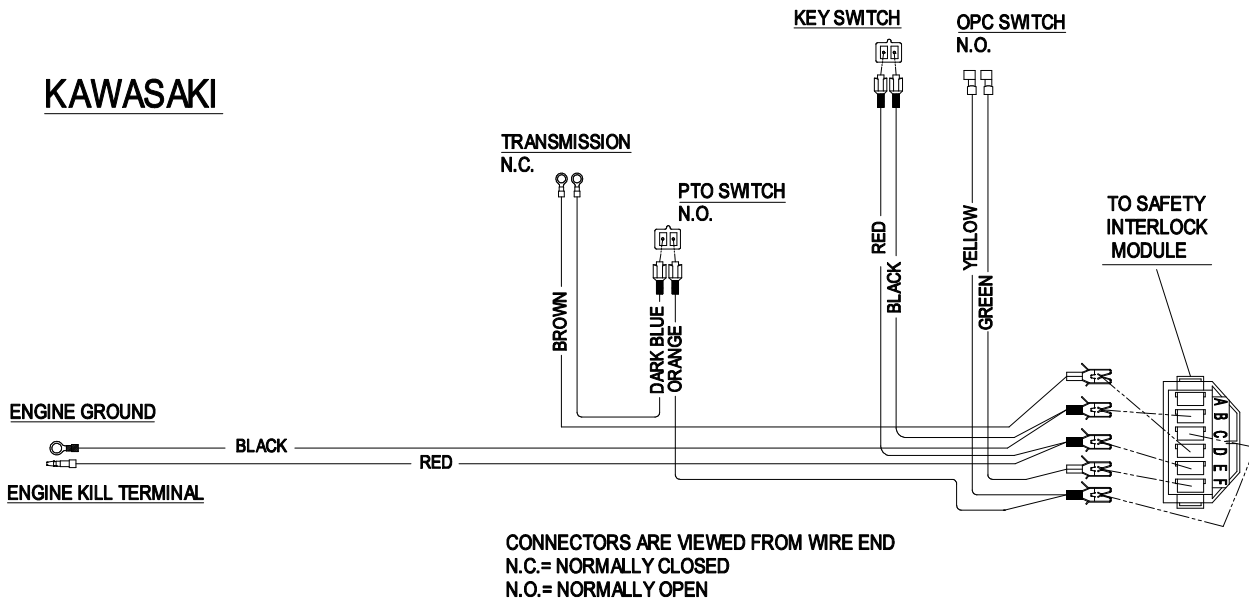 KAWASAKI
KEY SWITCH
OPC SWITCH
N.O.
TRANSMISSION
N.C.
PTO SWITCH
N.O.
TO SAFETY
INTERLOCK
MODULE
RED
BLACK
YELLOW
GREEN
BROWN
DARK BLUE
ORANGE
A
B
C
D
E
F
ENGINE GROUND
BLACK
RED
ENGINE KILL TERMINAL
CONNECTORS ARE VIEWED FROM WIRE END
N.C.= NORMALLY CLOSED
N.O.= NORMALLY OPEN